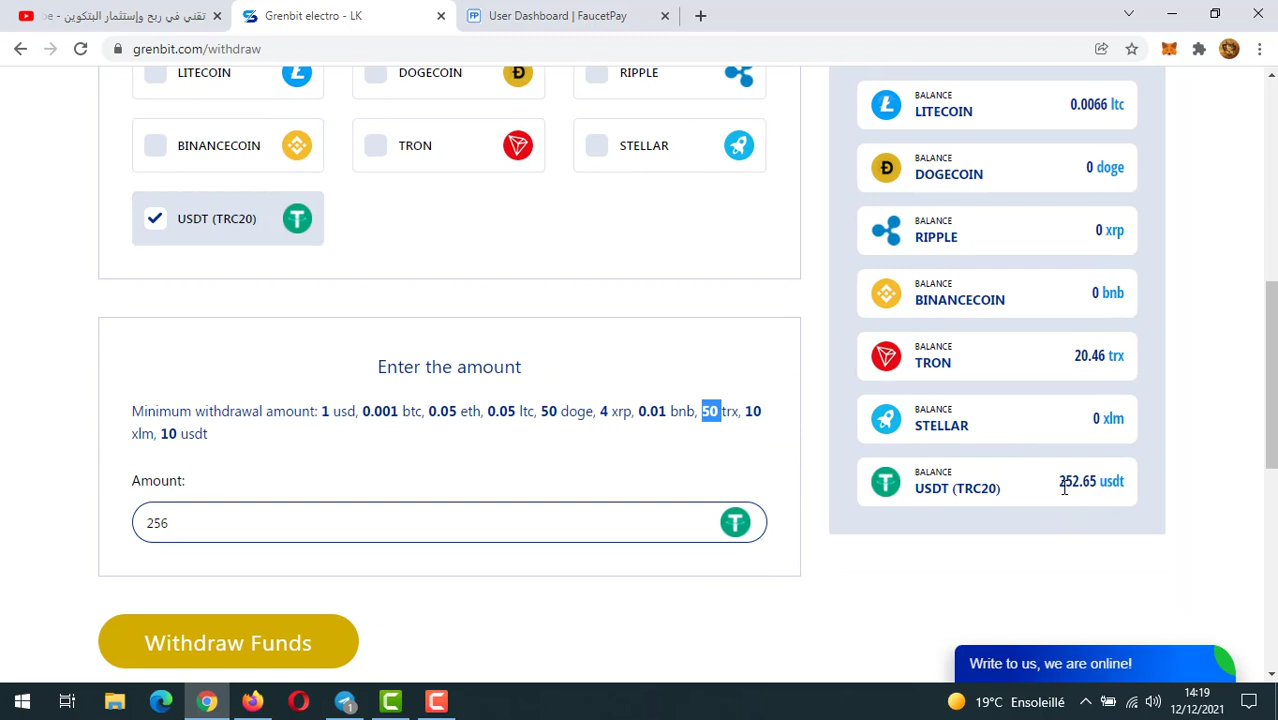 تقني في ربح وإستثمار البتكوين - be
Grenbit electro - LK
User Dashboard | FaucetPay
grenbit.com/withdraw
LITECOIN
DOGECOIN
RIPPLE
BINANCECOIN
TRON
STELLAR
USDT (TRC20)
Enter the amount
Minimum withdrawal amount: 1 usd, 0.001 btc, 0.05 eth, 0.05 ltc, 50 doge, 4 xrp, 0.01 bnb, 50 trx, 10
xlm, 10 usdt
Amount:
256
Withdraw Funds
BALANCE
LITECOIN
0.0066 ltc
BALANCE
DOGECOIN
0 doge
BALANCE
RIPPLE
0 xrp
BALANCE
BINANCECOIN
0 bnb
BALANCE
TRON
20.46 trx
BALANCE
STELLAR
0 xlm
BALANCE
USDT (TRC20)
252.65 usdt
Write to us, we are online!
19°C Ensoleillé
14:19
12/12/2021